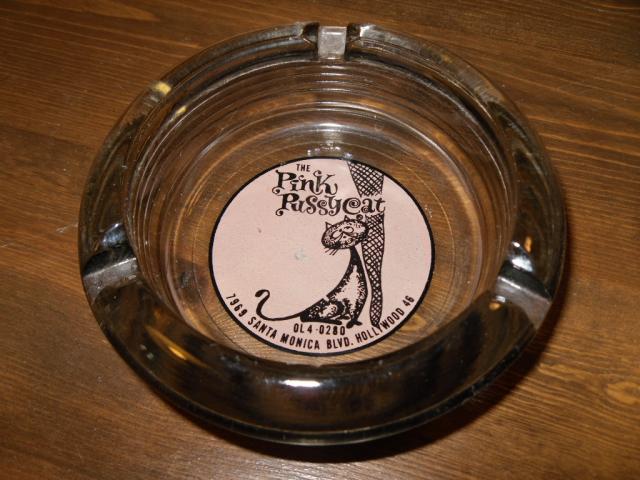 THE
Pink
Pussycat
OL4-0280
7969 SANTA MONICA BLVD. HOLLYWOOD 46